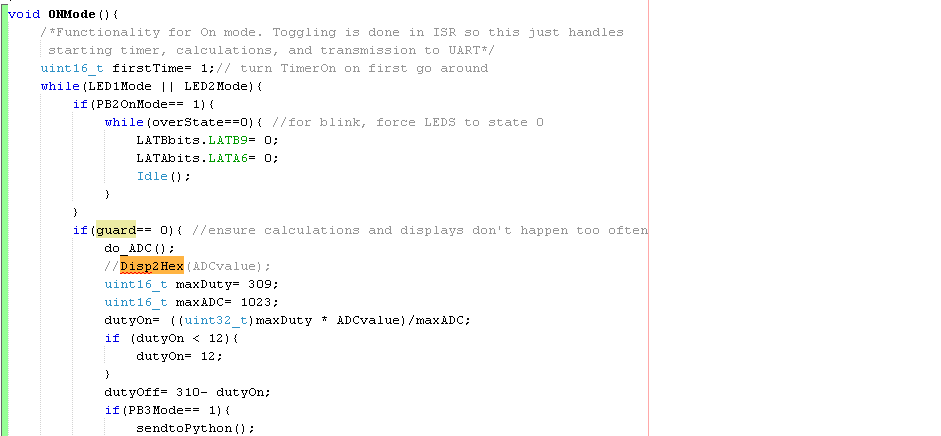 void ONMode(){
/*Functionality for On mode. Toggling is done in ISR so this just handles
starting timer, calculations, and transmission to UART*/
uint16_t firstTime= 1;// turn TimerOn on first go around
while(LED1Mode || LED2Mode){
if(PB2OnMode== 1){
while(overState==0){ //for blink, force LEDS to state 0
LATBbits.LATB9= 0;
LATAbits.LATA6= 0;
Idle();
}
}
if(guard== 0){ //ensure calculations and displays don't happen too often
do_ADC();
//Disp2Hex(ADCvalue);
uint16_t maxDuty= 309;
uint16_t maxADC= 1023;
dutyOn= ((uint32_t)maxDuty * ADCvalue)/maxADC;
if (dutyOn < 12){
dutyOn= 12;
}
dutyOff= 310- dutyOn;
if(PB3Mode== 1){
sendtoPython();